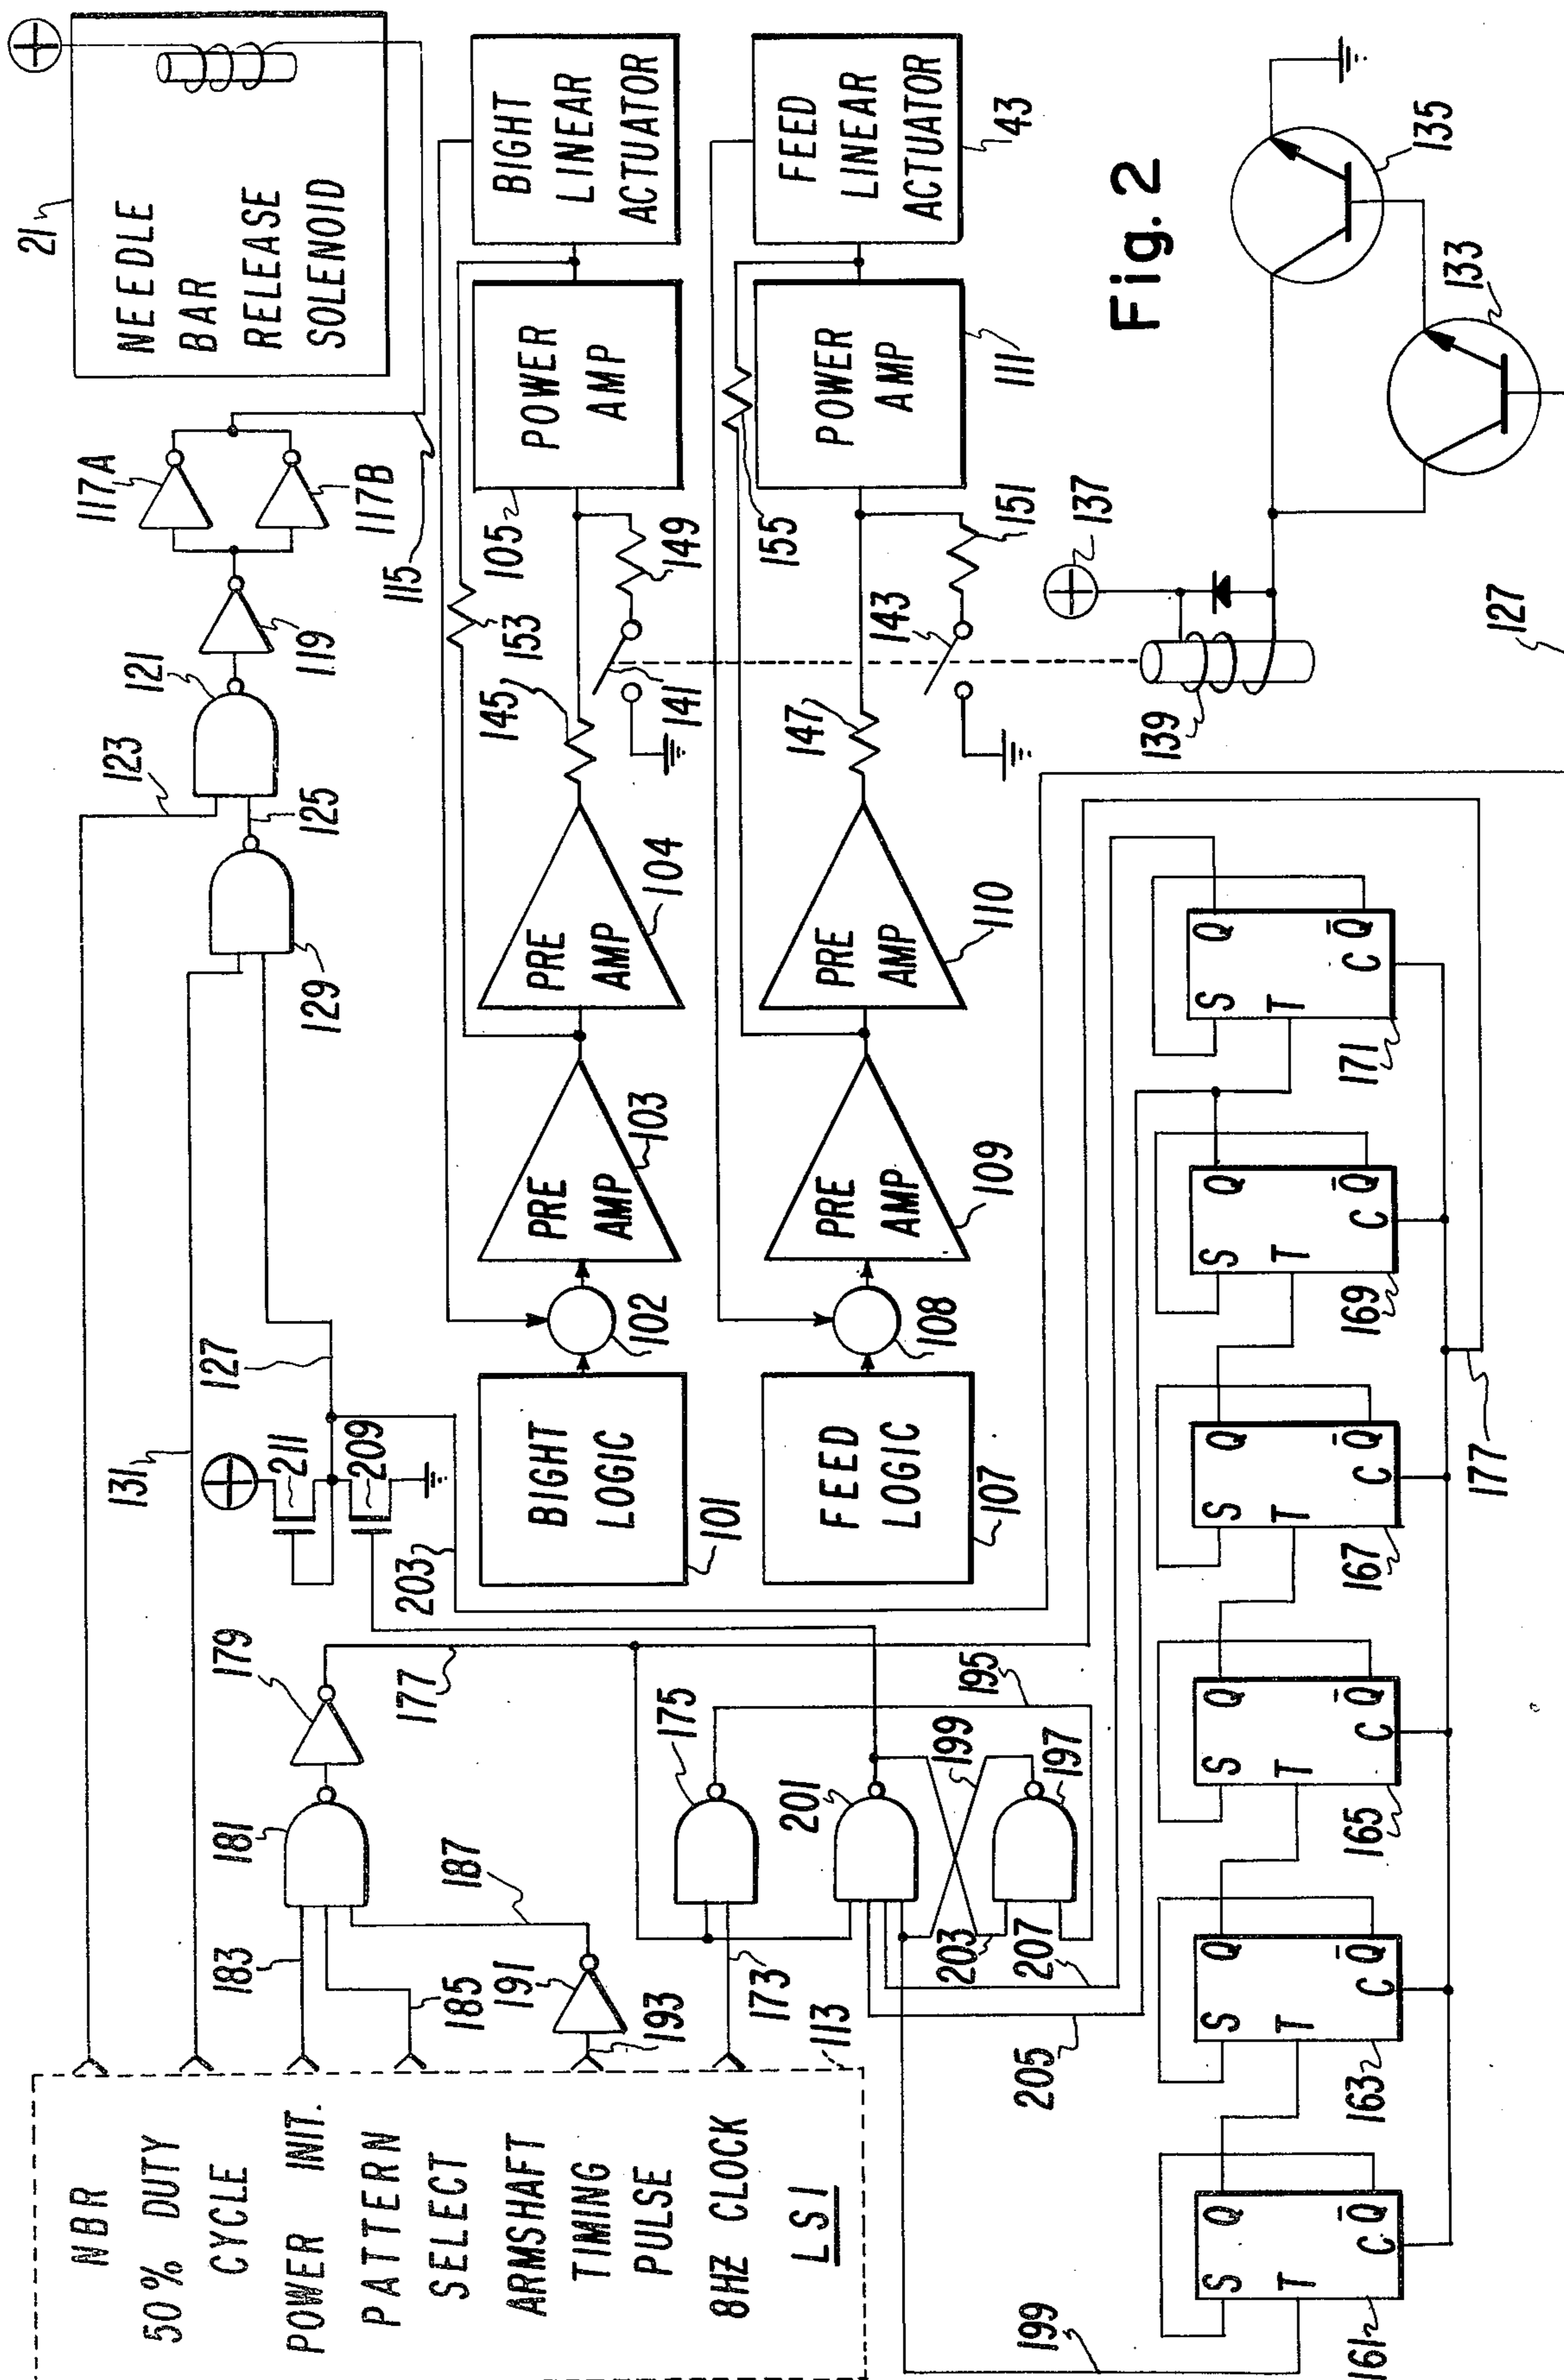 NBR
50% DUTY
CYCLE
POWER INIT.
PATTERN
SELECT
ARMSHAFT
TIMING
PULSE
8HZ CLOCK
LSI
113
131
183
185
187
191
193
173
181
179
177
175
195
201
199
197
203
207
205
199
127
211
209
203
129
125
123
121
119
117A
117B
115
21
NEEDLE
BAR
RELEASE
SOLENOID
BIGHT
LOGIC
101
102
PRE
AMP
103
PRE
AMP
104
145
153
141
149
105
POWER
AMP
BIGHT
LINEAR
ACTUATOR
FEED
LOGIC
107
108
PRE
AMP
109
PRE
AMP
110
147
155
143
151
POWER
AMP
111
FEED
LINEAR
ACTUATOR
43
Fig. 2
137
139
133
135
127
S
Q
T
C
Q̅
161
S
Q
T
C
Q̅
163
S
Q
T
C
Q̅
165
S
Q
T
C
Q̅
167
S
Q
T
C
Q̅
169
S
Q
T
C
Q̅
171
177